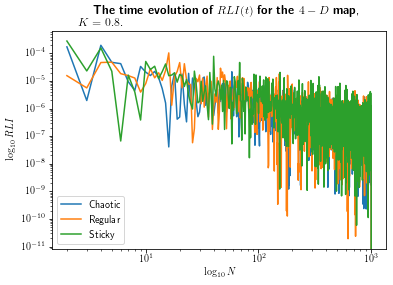 The time evolution of RLI(t) for the 4 − D map,
K = 0.8.
10⁻⁴
10⁻⁵
10⁻⁶
10⁻⁷
10⁻⁸
10⁻⁹
10⁻¹⁰
10⁻¹¹
log₁₀ RLI
Chaotic
Regular
Sticky
10¹
10²
10³
log₁₀ N